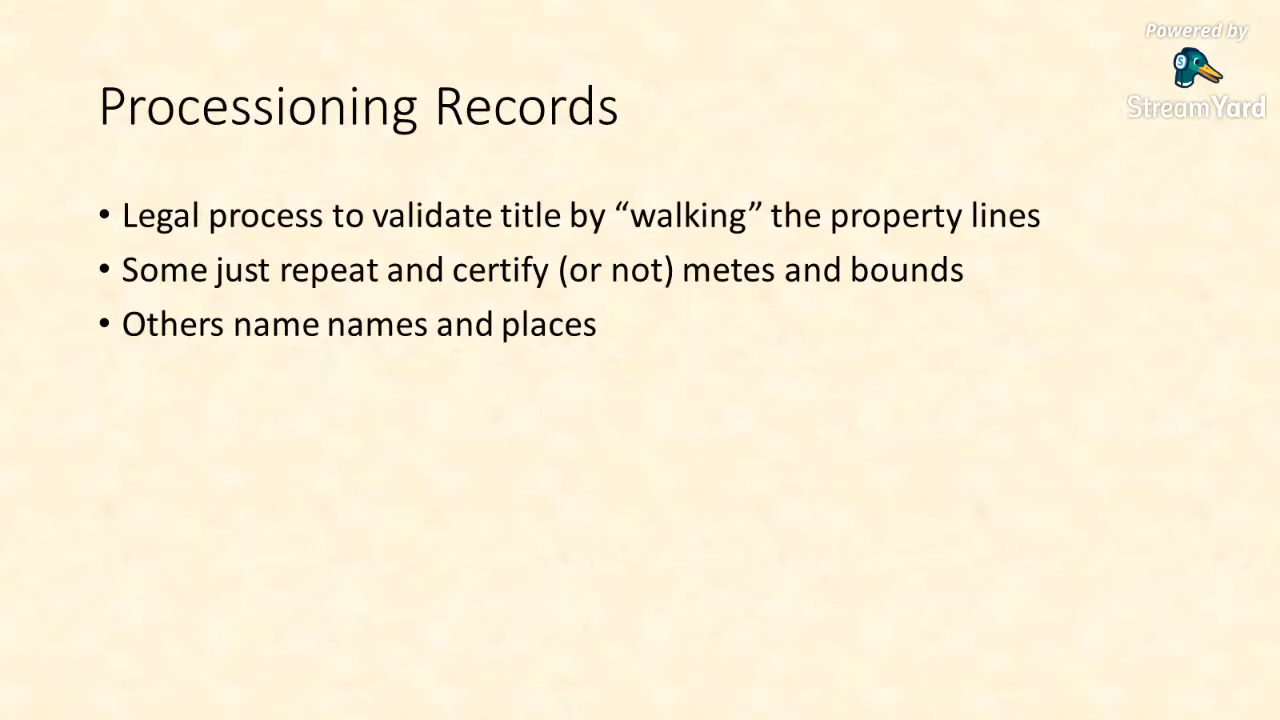 Powered by
StreamYard
Processioning Records
• Legal process to validate title by “walking” the property lines
• Some just repeat and certify (or not) metes and bounds
• Others name names and places